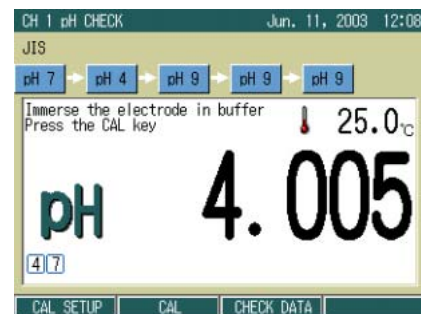 CH 1 pH CHECK Jun. 11, 2003 12:08
JIS
pH 7 pH 4 pH 9 pH 9 pH 9
Immerse the electrode in buffer
Press the CAL key
25.0℃
pH 4.005
4 7
CAL SETUP CAL CHECK DATA